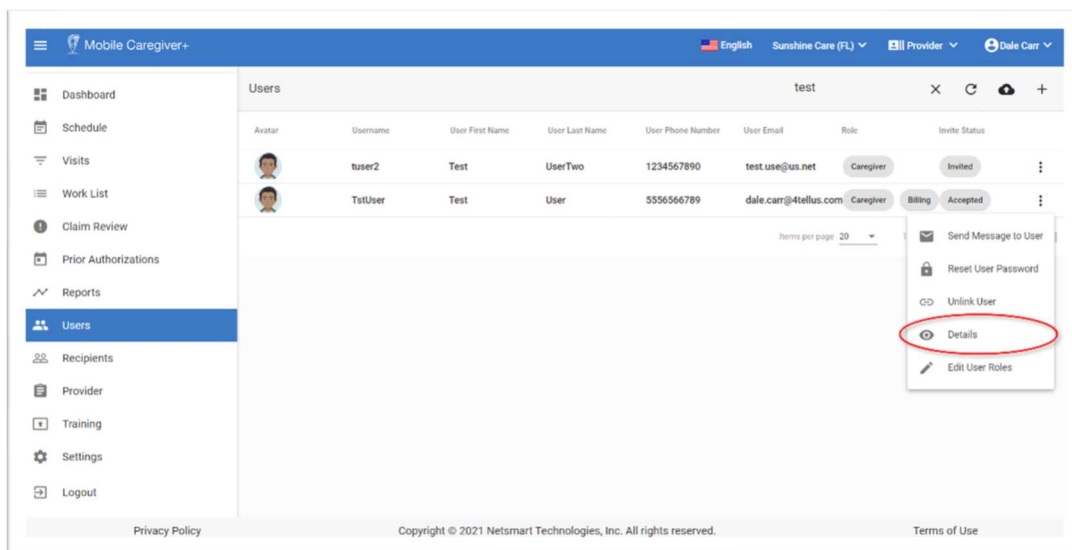 Mobile Caregiver+
English Sunshine Care (FL) Provider Dale Carr
Dashboard
Schedule
Visits
Work List
Claim Review
Prior Authorizations
Reports
Users
Recipients
Provider
Training
Settings
Logout
Users test
Avatar Username User First Name User Last Name User Phone Number User Email Role Invite Status
tuser2 Test UserTwo 1234567890 test.use@us.net Caregiver Invited
TstUser Test User 5556566789 dale.carr@4tellus.com Caregiver Billing Accepted
Items per page 20
Send Message to User
Reset User Password
Unlink User
Details
Edit User Roles
Privacy Policy Copyright © 2021 Netsmart Technologies, Inc. All rights reserved. Terms of Use